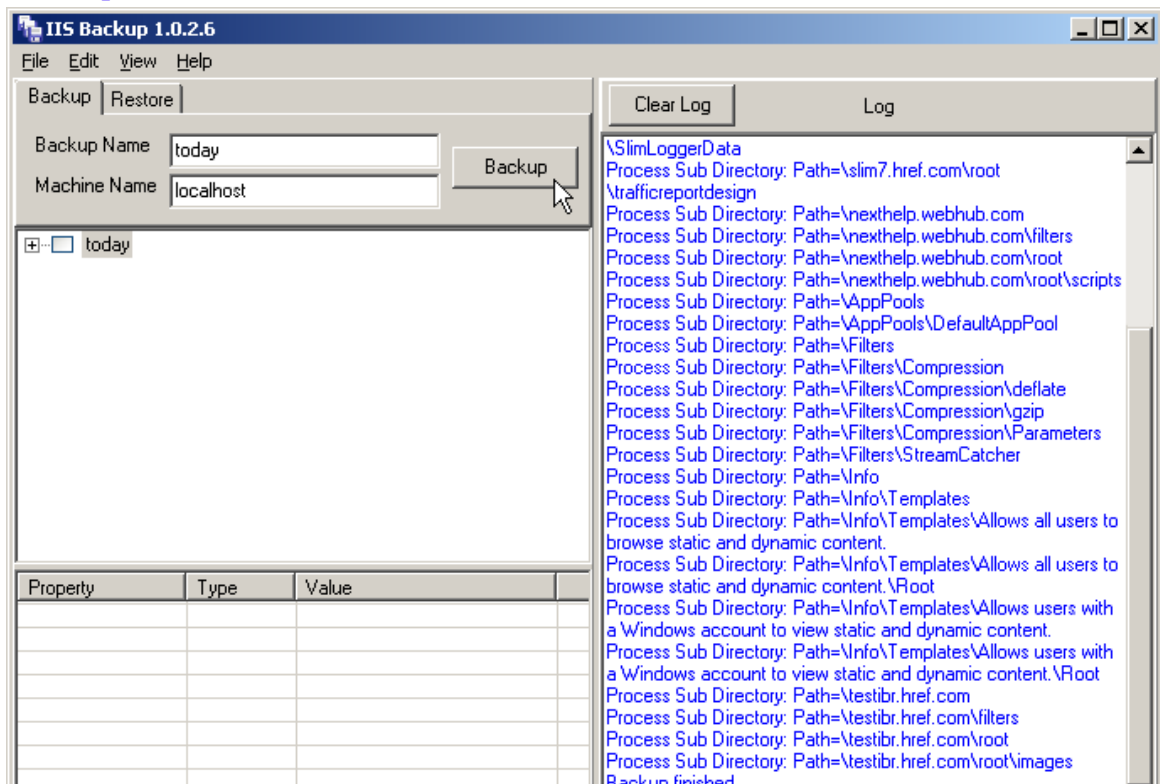 IIS Backup 1.0.2.6
File Edit View Help
Backup Restore
Backup Name today
Machine Name localhost
Backup
today
Property Type Value
Clear Log Log
\SlimLoggerData
Process Sub Directory: Path=\slim7.href.com\root
\trafficreportdesign
Process Sub Directory: Path=\nexthelp.webhub.com
Process Sub Directory: Path=\nexthelp.webhub.com\filters
Process Sub Directory: Path=\nexthelp.webhub.com\root
Process Sub Directory: Path=\nexthelp.webhub.com\root\scripts
Process Sub Directory: Path=\AppPools
Process Sub Directory: Path=\AppPools\DefaultAppPool
Process Sub Directory: Path=\Filters
Process Sub Directory: Path=\Filters\Compression
Process Sub Directory: Path=\Filters\Compression\deflate
Process Sub Directory: Path=\Filters\Compression\gzip
Process Sub Directory: Path=\Filters\Compression\Parameters
Process Sub Directory: Path=\Filters\StreamCatcher
Process Sub Directory: Path=\Info
Process Sub Directory: Path=\Info\Templates
Process Sub Directory: Path=\Info\Templates\Allows all users to
browse static and dynamic content.
Process Sub Directory: Path=\Info\Templates\Allows all users to
browse static and dynamic content.\Root
Process Sub Directory: Path=\Info\Templates\Allows users with
a Windows account to view static and dynamic content.
Process Sub Directory: Path=\Info\Templates\Allows users with
a Windows account to view static and dynamic content.\Root
Process Sub Directory: Path=\testibr.href.com
Process Sub Directory: Path=\testibr.href.com\filters
Process Sub Directory: Path=\testibr.href.com\root
Process Sub Directory: Path=\testibr.href.com\root\images
Backup finished